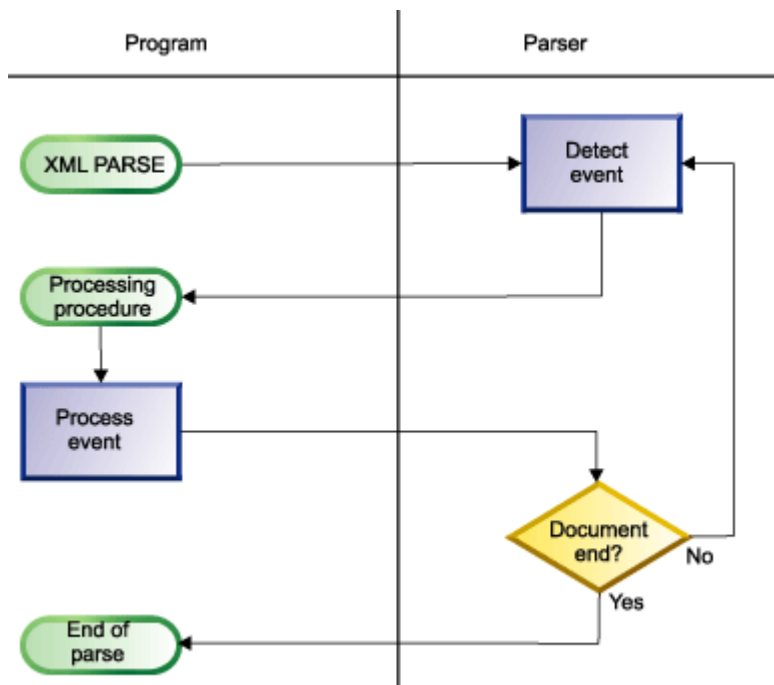 Program
Parser
XML PARSE
Detect
event
Processing
procedure
Process
event
Document
end?
No
Yes
End of
parse